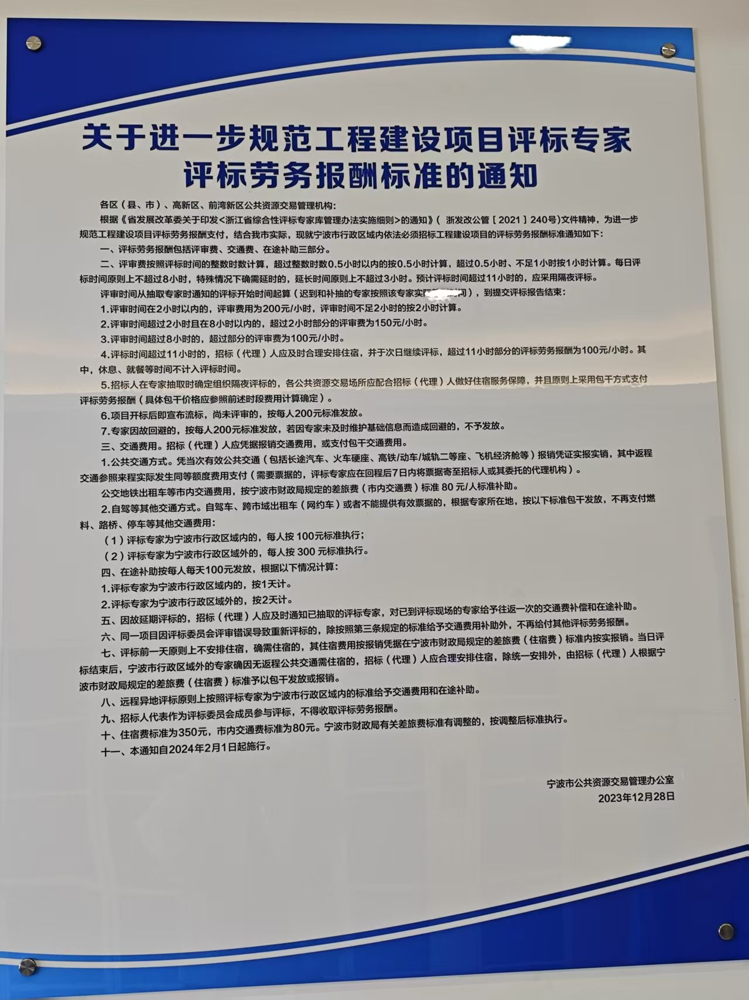 关于进一步规范工程建设项目评标专家
评标劳务报酬标准的通知
各区（县、市）、高新区、前湾新区公共资源交易管理机构：
根据《省发展改革委关于印发<浙江省综合性评标专家库管理办法实施细则>的通知》( 浙发改公管［2021］240号)文件精神，为进一步
规范工程建设项目评标劳务报酬支付，结合我市实际，现就宁波市行政区域内依法必须招标工程建设项目的评标劳务报酬标准通知如下：
一、评标劳务报酬包括评审费、交通费、在途补助三部分。
二、评审费按照评标时间的整数时数计算，超过整数时数0.5小时以内的按0.5小时计算，超过0.5小时、不足1小时按1小时计算。每日评
标时间原则上不超过8小时，特殊情况下确需延时的，延长时间原则上不超过3小时。预计评标时间超过11小时的，应采用隔夜评标。
评审时间从抽取专家时通知的评标开始时间起算（迟到和补抽的专家按照该专家实际 间），到提交评标报告结束：
1.评审时间在2小时以内的，评审费用为200元/小时，评审时间不足2小时的按2小时计算。
2.评审时间超过2小时且在8小时以内的，超过2小时部分的评审费为150元/小时。
3.评审时间超过8小时的，超过部分的评审费为100元/小时。
4.评标时间超过11小时的，招标（代理）人应及时合理安排住宿，并于次日继续评标，超过11小时部分的评标劳务报酬为100元/小时。其
中，休息、就餐等时间不计入评标时间。
5.招标人在专家抽取时确定组织隔夜评标的，各公共资源交易场所应配合招标（代理）人做好住宿服务保障，并且原则上采用包干方式支付
评标劳务报酬（具体包干价格应参照前述时段费用计算确定）。
6.项目开标后即宣布流标，尚未评审的，按每人200元标准发放。
7.专家因故回避的，按每人200元标准发放，若因专家未及时维护基础信息而造成回避的，不予发放。
三、交通费用。招标（代理）人应凭据报销交通费用，或支付包干交通费用。
1.公共交通方式。凭当次有效公共交通（包括长途汽车、火车硬座、高铁/动车/城轨二等座、飞机经济舱等）报销凭证实报实销，其中返程
交通参照来程实际发生同等额度费用支付（需要票据的，评标专家应在回程后7日内将票据寄至招标人或其委托的代理机构）。
公交地铁出租车等市内交通费用，按宁波市财政局规定的差旅费（市内交通费）标准 80 元/人标准补助。
2.自驾等其他交通方式。自驾车、跨市域出租车（网约车）或者不能提供有效票据的，根据专家所在地，按以下标准包干发放，不再支付燃
料、路桥、停车等其他交通费用：
（1）评标专家为宁波市行政区域内的，每人按 100元标准执行；
（2）评标专家为宁波市行政区域外的，每人按 300 元标准执行。
四、在途补助按每人每天100元发放，根据以下情况计算：
1.评标专家为宁波市行政区域内的，按1天计。
2.评标专家为宁波市行政区域外的，按2天计。
五、因故延期评标的，招标（代理）人应及时通知已抽取的评标专家，对已到评标现场的专家给予往返一次的交通费补偿和在途补助。
六、同一项目因评标委员会评审错误导致重新评标的，除按照第三条规定的标准给予交通费用补助外，不再给付其他评标劳务报酬。
七、评标前一天原则上不安排住宿，确需住宿的，其住宿费用按报销凭据在宁波市财政局规定的差旅费（住宿费）标准内按实报销。当日评
标结束后，宁波市行政区域外的专家确因无返程公共交通需住宿的，招标（代理）人应合理安排住宿，除统一安排外，由招标（代理）人根据宁
波市财政局规定的差旅费（住宿费）标准予以包干发放或报销。
八、远程异地评标原则上按照评标专家为宁波市行政区域内的标准给予交通费用和在途补助。
九、招标人代表作为评标委员会成员参与评标，不得收取评标劳务报酬。
十、住宿费标准为350元，市内交通费标准为80元。宁波市财政局有关差旅费标准有调整的，按调整后标准执行。
十一、本通知自2024年2月1日起施行。
宁波市公共资源交易管理办公室
2023年12月28日